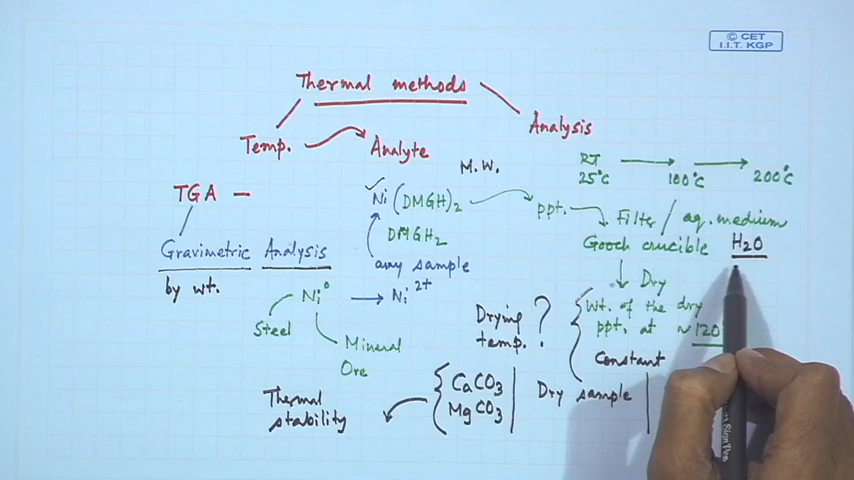 © CET
I.I.T. KGP
Thermal methods
Temp.
Analyte
Analysis
M.W.
RT
25°C
100°C
200°C
TGA —
Ni (DMGH)2
ppt.
Filter
aq. medium
DMGH2
Gooch crucible
H2O
Gravimetric Analysis
any sample
by wt.
Dry
Ni° → Ni2+
Wt. of the dry
ppt. at ~ 120
Drying
temp. ?
Steel
Mineral
Ore
Constant
Thermal
stability
CaCO3
MgCO3
Dry sample